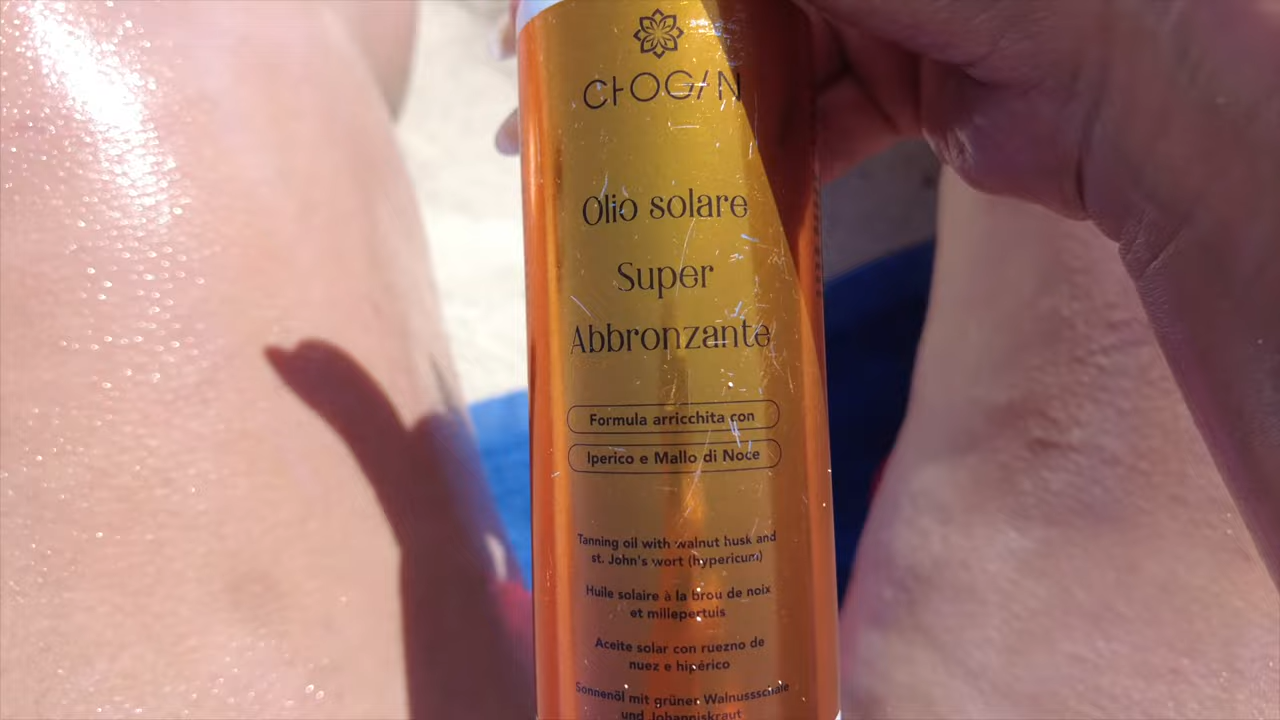 CHOGAN
Olio solare
Super
Abbronzante
Formula arricchita con
Iperico e Mallo di Noce
Tanning oil with walnut husk and
st. John's wort (hypericum)
Huile solaire à la brou de noix
et millepertuis
Aceite solar con ruezno de
nuez e hipérico
Sonnenöl mit grüner Walnussschale
und Johanniskraut